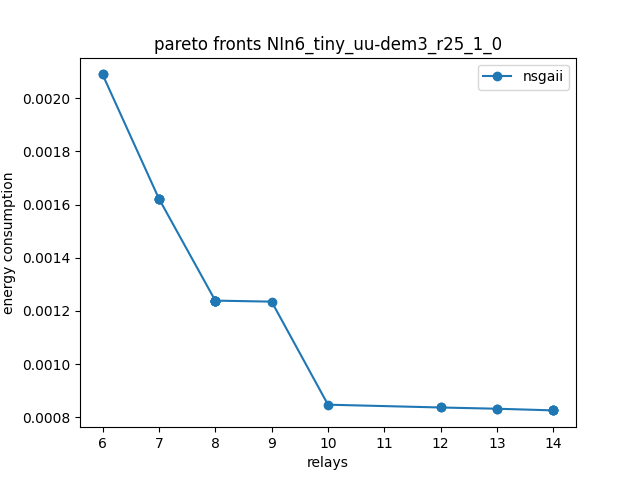 pareto fronts NIn6_tiny_uu-dem3_r25_1_0
nsgaii
energy consumption
0.0020
0.0018
0.0016
0.0014
0.0012
0.0010
0.0008
6 7 8 9 10 11 12 13 14
relays